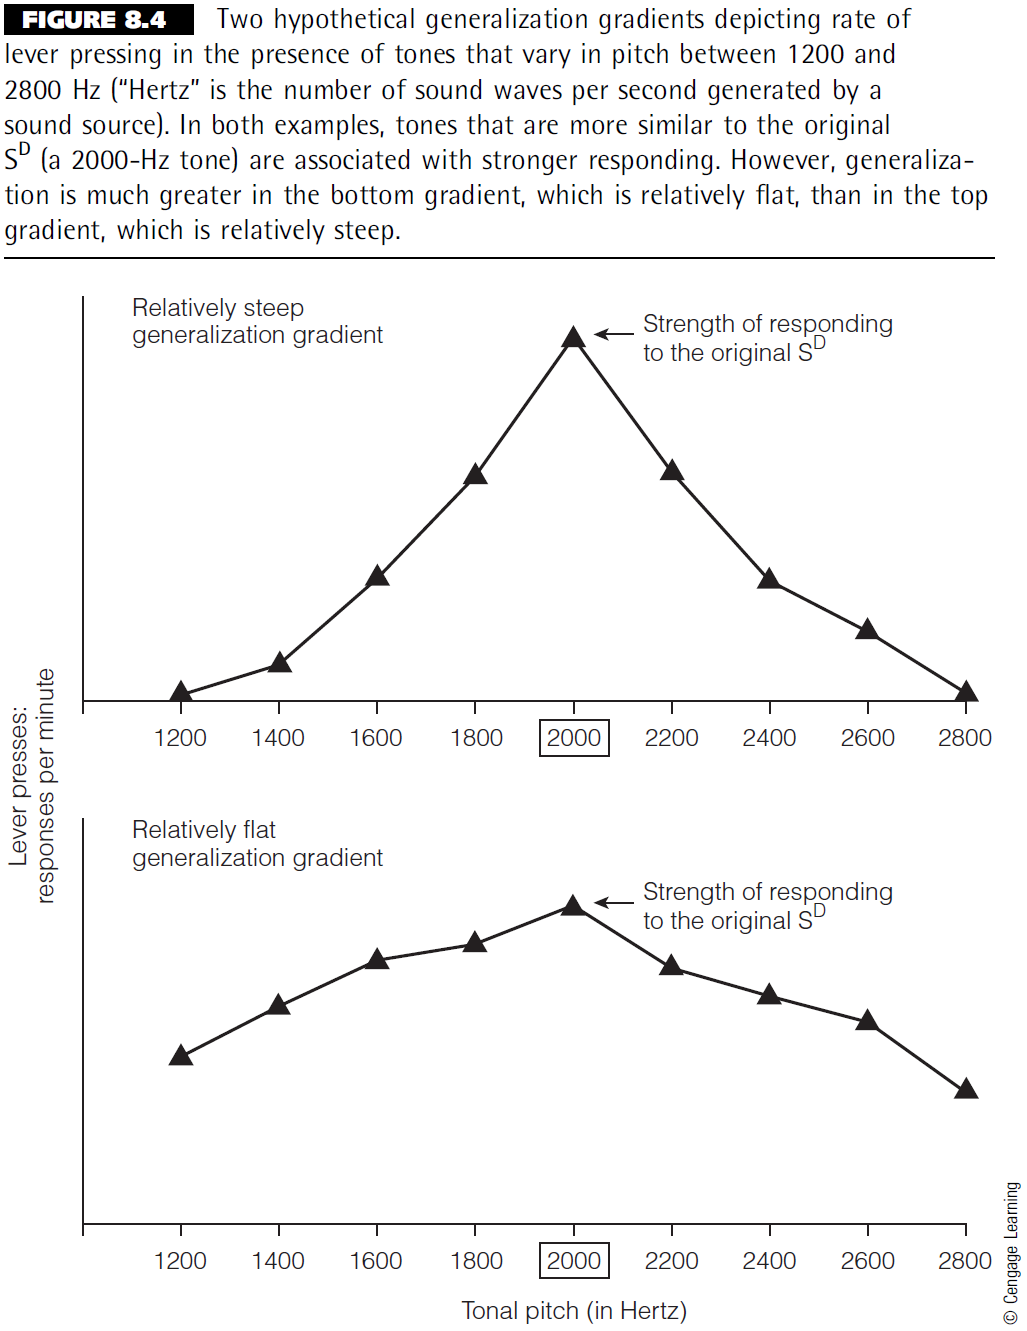 FIGURE 8.4 Two hypothetical generalization gradients depicting rate of
lever pressing in the presence of tones that vary in pitch between 1200 and
2800 Hz (“Hertz” is the number of sound waves per second generated by a
sound source). In both examples, tones that are more similar to the original
S^D (a 2000-Hz tone) are associated with stronger responding. However, generaliza-
tion is much greater in the bottom gradient, which is relatively flat, than in the top
gradient, which is relatively steep.
Relatively steep
generalization gradient
Strength of responding
to the original S^D
1200 1400 1600 1800 2000 2200 2400 2600 2800
Lever presses:
responses per minute
Relatively flat
generalization gradient
Strength of responding
to the original S^D
1200 1400 1600 1800 2000 2200 2400 2600 2800
Tonal pitch (in Hertz)
© Cengage Learning